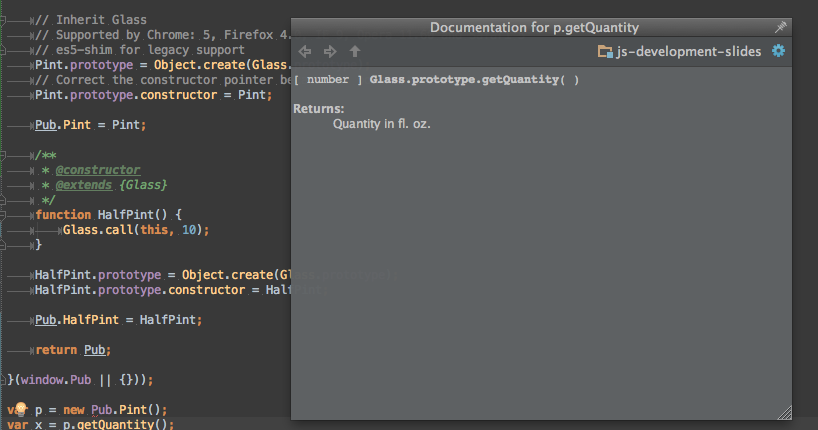 // Inherit Glass
// Supported by Chrome: 5, Firefox 4.
// es5-shim for legacy support
Pint.prototype = Object.create(Glass.
// Correct the constructor pointer be
Pint.prototype.constructor = Pint;
Pub.Pint = Pint;
/**
* @constructor
* @extends {Glass}
*/
function HalfPint() {
Glass.call(this, 10);
}
HalfPint.prototype = Object.create(Gl
HalfPint.prototype.constructor = Hal
Pub.HalfPint = HalfPint;
return Pub;
}(window.Pub || {}));
var p = new Pub.Pint();
var x = p.getQuantity();
Documentation for p.getQuantity
js-development-slides
[ number ] Glass.prototype.getQuantity( )
Returns:
Quantity in fl. oz.